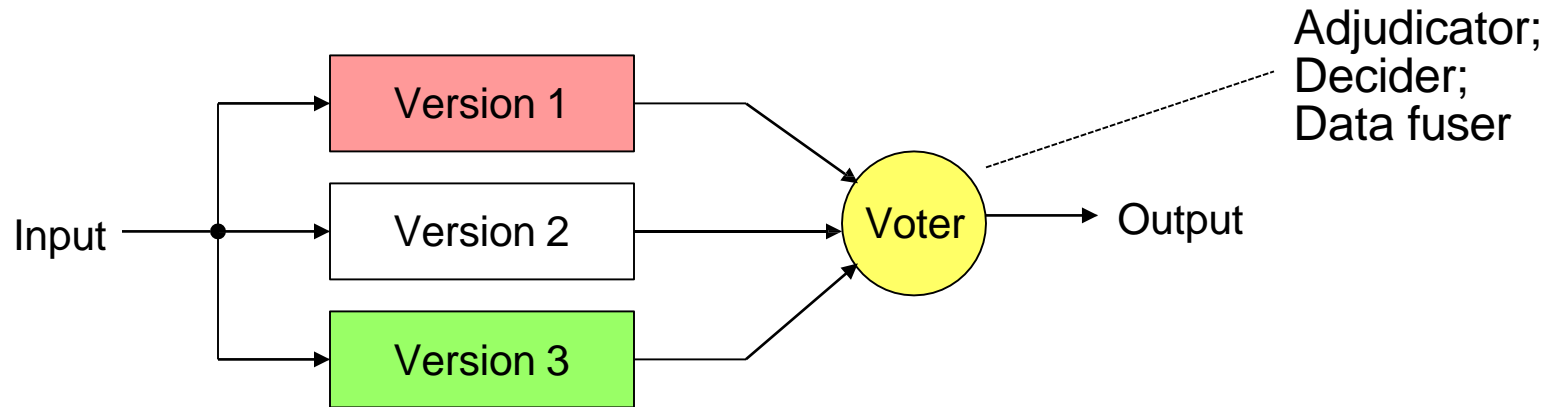 Adjudicator;
Decider;
Data fuser
Version 1
Input
Version 2
Voter
Output
Version 3